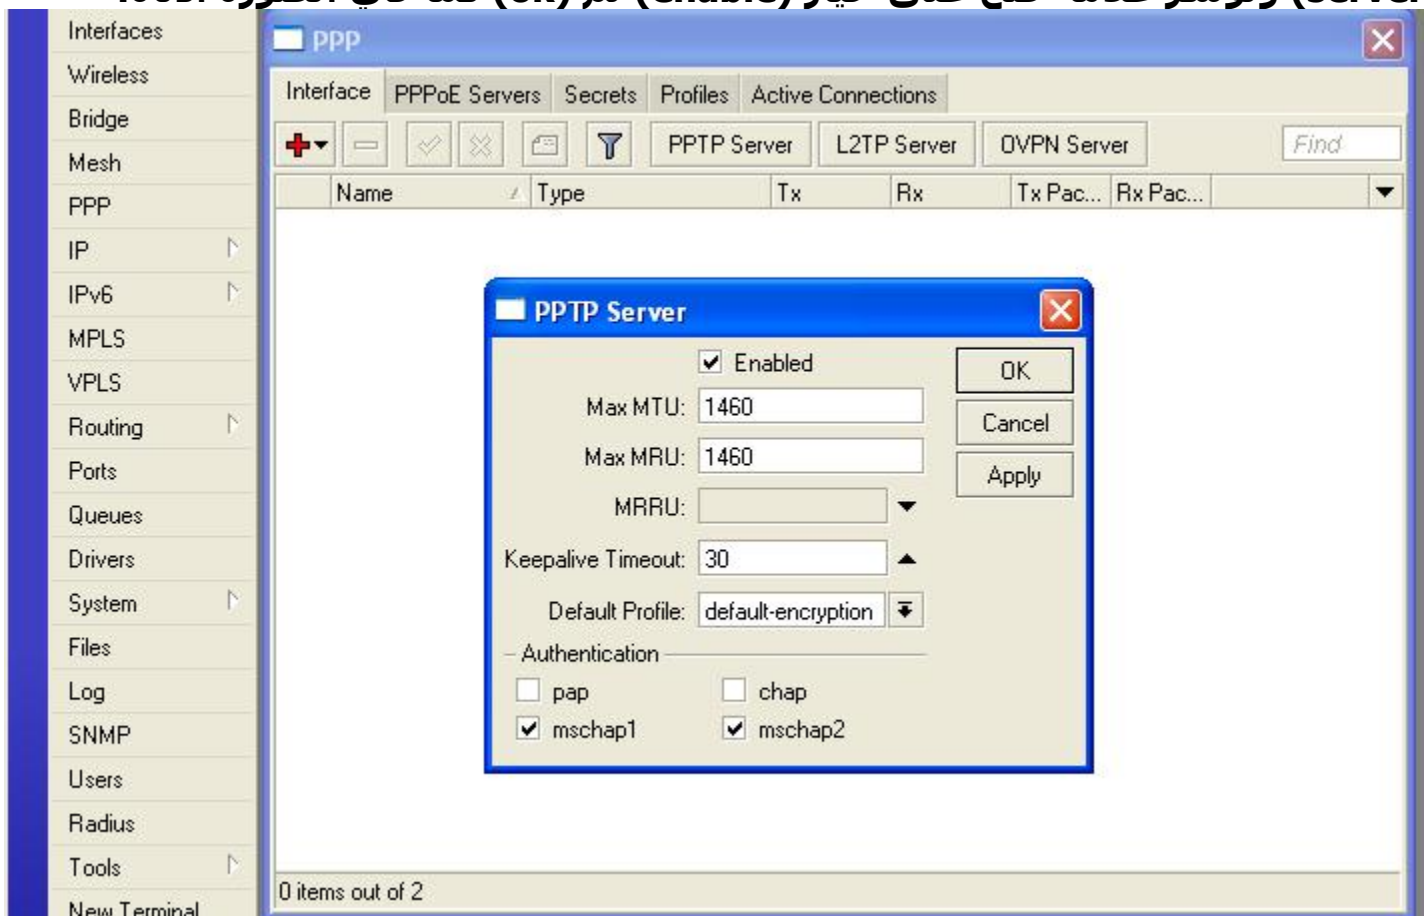 Interfaces
Wireless
Bridge
Mesh
PPP
IP
IPv6
MPLS
VPLS
Routing
Ports
Queues
Drivers
System
Files
Log
SNMP
Users
Radius
Tools
New Terminal
PPP
Interface PPPoE Servers Secrets Profiles Active Connections
PPTP Server L2TP Server OVPN Server Find
Name Type Tx Rx Tx Pac... Rx Pac...
PPTP Server
Enabled
OK
Max MTU: 1460
Cancel
Max MRU: 1460
Apply
MRRU:
Keepalive Timeout: 30
Default Profile: default-encryption
Authentication
pap chap
mschap1 mschap2
0 items out of 2